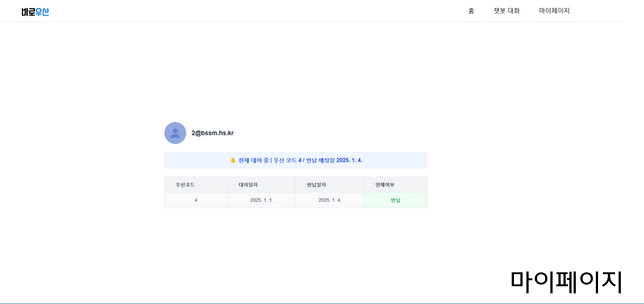 바로우산
홈 챗봇 대화 마이페이지
2@bssm.hs.kr
현재 대여 중 | 우산 코드 4 / 반납 예정일 2025. 1. 4.
우산코드 대여일자 반납일자 연체여부
4 2025. 1. 1. 2025. 1. 4. 반납
마이페이지